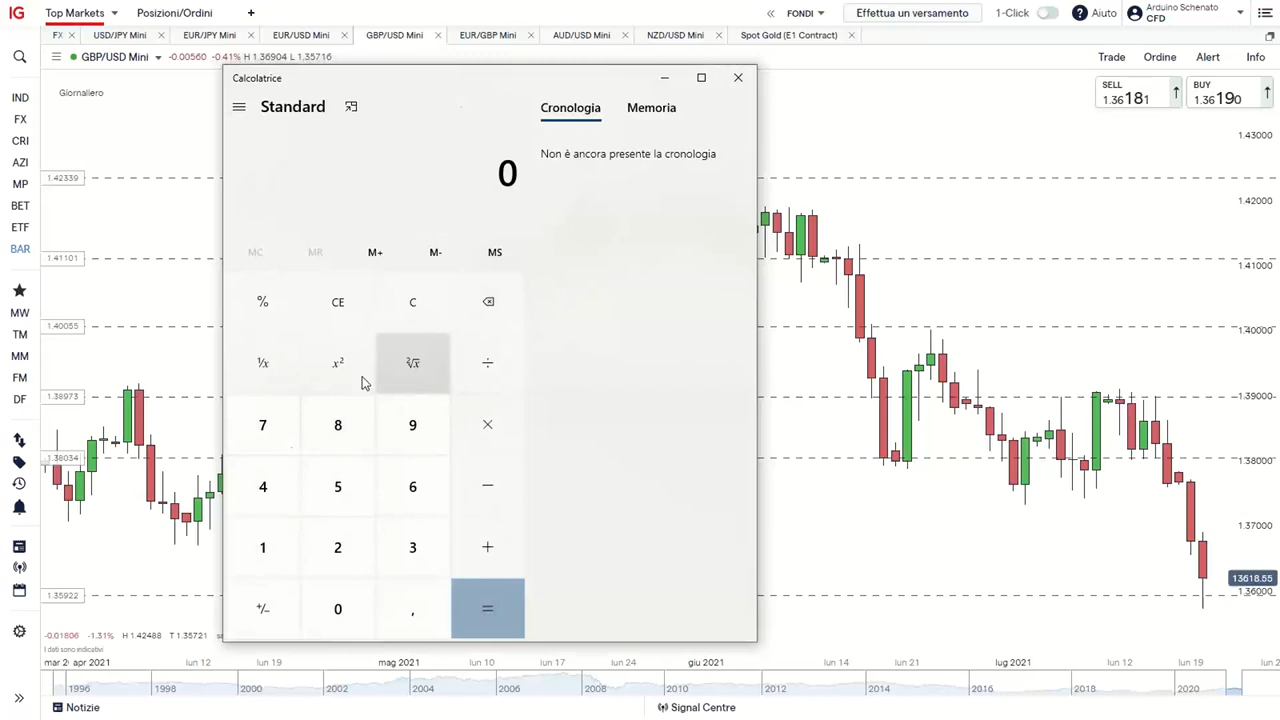 IG Top Markets Posizioni/Ordini + « FONDI Effettua un versamento 1-Click ? Aiuto Arduino Schenato
CFD
FX × USD/JPY Mini × EUR/JPY Mini × EUR/USD Mini × GBP/USD Mini × EUR/GBP Mini × AUD/USD Mini × NZD/USD Mini × Spot Gold (E1 Contract) ×
GBP/USD Mini -0.00560 -0.41% H 1.36904 L 1.35716 Trade Ordine Alert Info
Giornaliero
SELL
1.36181
BUY
1.36190
IND
FX
CRI
AZI
MP
BET
ETF
BAR
MW
TM
MM
FM
DF
Calcolatrice
Standard
Cronologia Memoria
Non è ancora presente la cronologia
0
MC MR M+ M- MS
% CE C
⅟x x² ²√x ÷
7 8 9 ×
4 5 6 −
1 2 3 +
+/− 0 , =
1.42339
1.41101
1.40055
1.38973
1.38034
1.35922
1.43000
1.42000
1.41000
1.40000
1.39000
1.38000
1.37000
13618.55
1.36000
-0.01806 -1.31% H 1.42488 L 1.35721
I dati sono indicativi
mar 2 apr 2021 lun 12 lun 19 mag 2021 lun 10 lun 17 lun 24 giu 2021 lun 14 lun 21 lug 2021 lun 12 lun 19
1996 1998 2000 2002 2004 2006 2008 2010 2012 2014 2016 2018 2020
Notizie Signal Centre